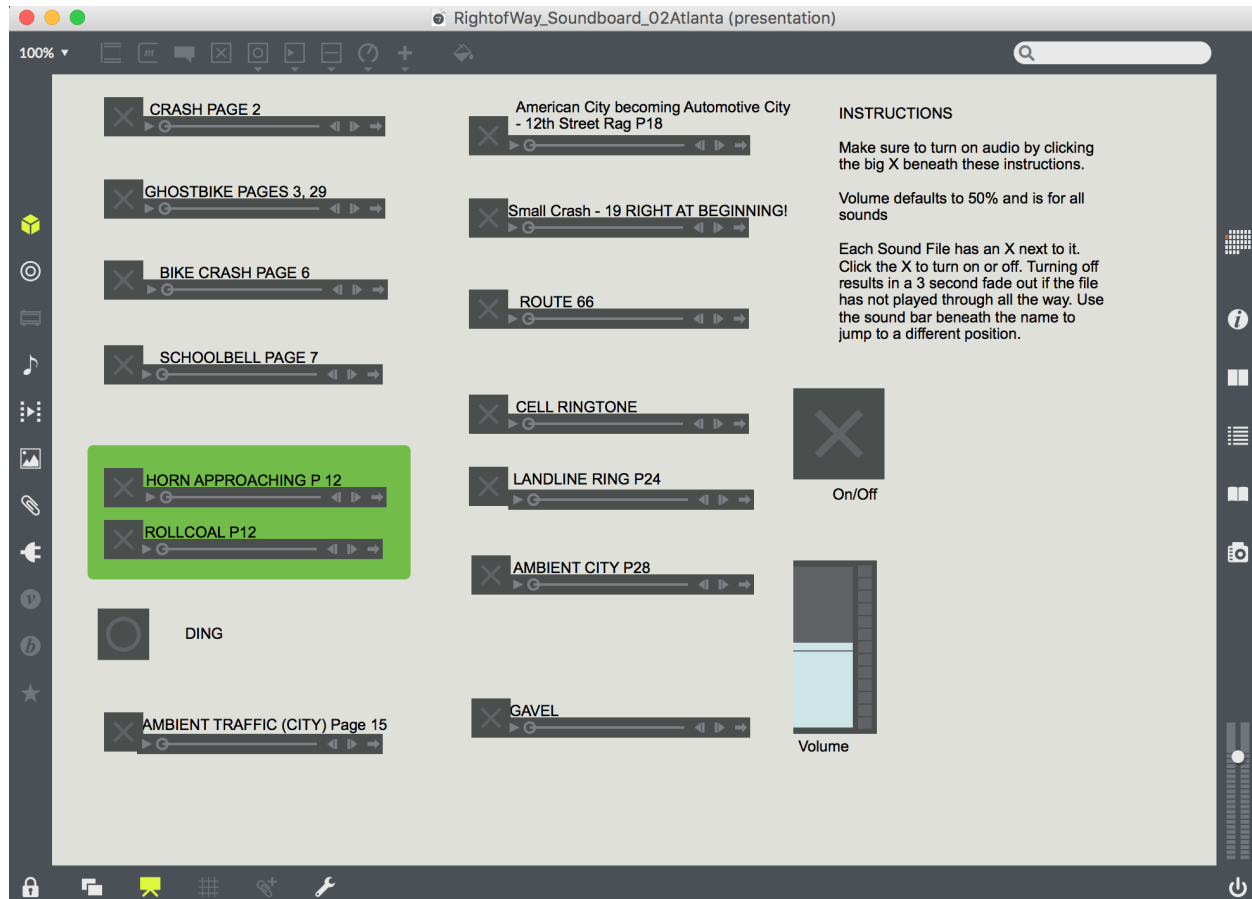 RightofWay_Soundboard_02Atlanta (presentation)
100%
m
CRASH PAGE 2
GHOSTBIKE PAGES 3, 29
BIKE CRASH PAGE 6
SCHOOLBELL PAGE 7
HORN APPROACHING P 12
ROLLCOAL P12
DING
AMBIENT TRAFFIC (CITY) Page 15
American City becoming Automotive City
- 12th Street Rag P18
Small Crash - 19 RIGHT AT BEGINNING!
ROUTE 66
CELL RINGTONE
LANDLINE RING P24
AMBIENT CITY P28
GAVEL
INSTRUCTIONS
Make sure to turn on audio by clicking
the big X beneath these instructions.
Volume defaults to 50% and is for all
sounds
Each Sound File has an X next to it.
Click the X to turn on or off. Turning off
results in a 3 second fade out if the file
has not played through all the way. Use
the sound bar beneath the name to
jump to a different position.
On/Off
Volume
v
b
i